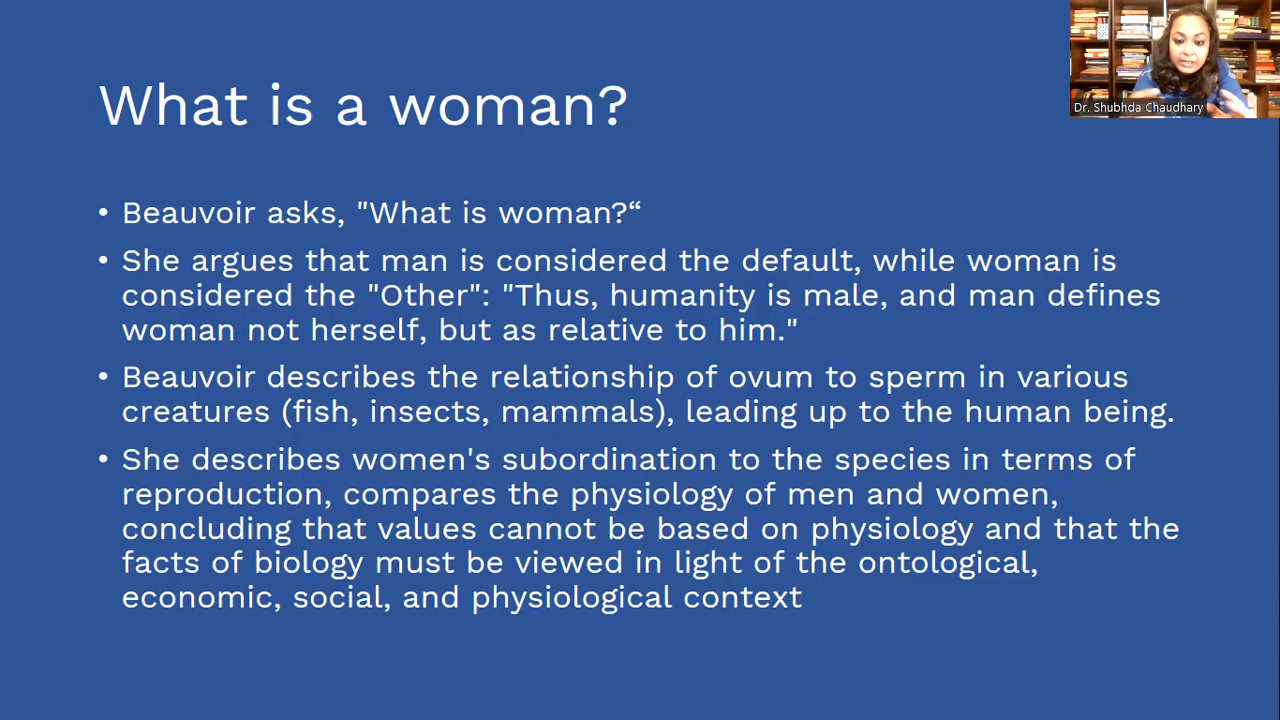 What is a woman?
Dr. Shubhda Chaudhary
• Beauvoir asks, "What is woman?“
• She argues that man is considered the default, while woman is
considered the "Other": "Thus, humanity is male, and man defines
woman not herself, but as relative to him."
• Beauvoir describes the relationship of ovum to sperm in various
creatures (fish, insects, mammals), leading up to the human being.
• She describes women's subordination to the species in terms of
reproduction, compares the physiology of men and women,
concluding that values cannot be based on physiology and that the
facts of biology must be viewed in light of the ontological,
economic, social, and physiological context